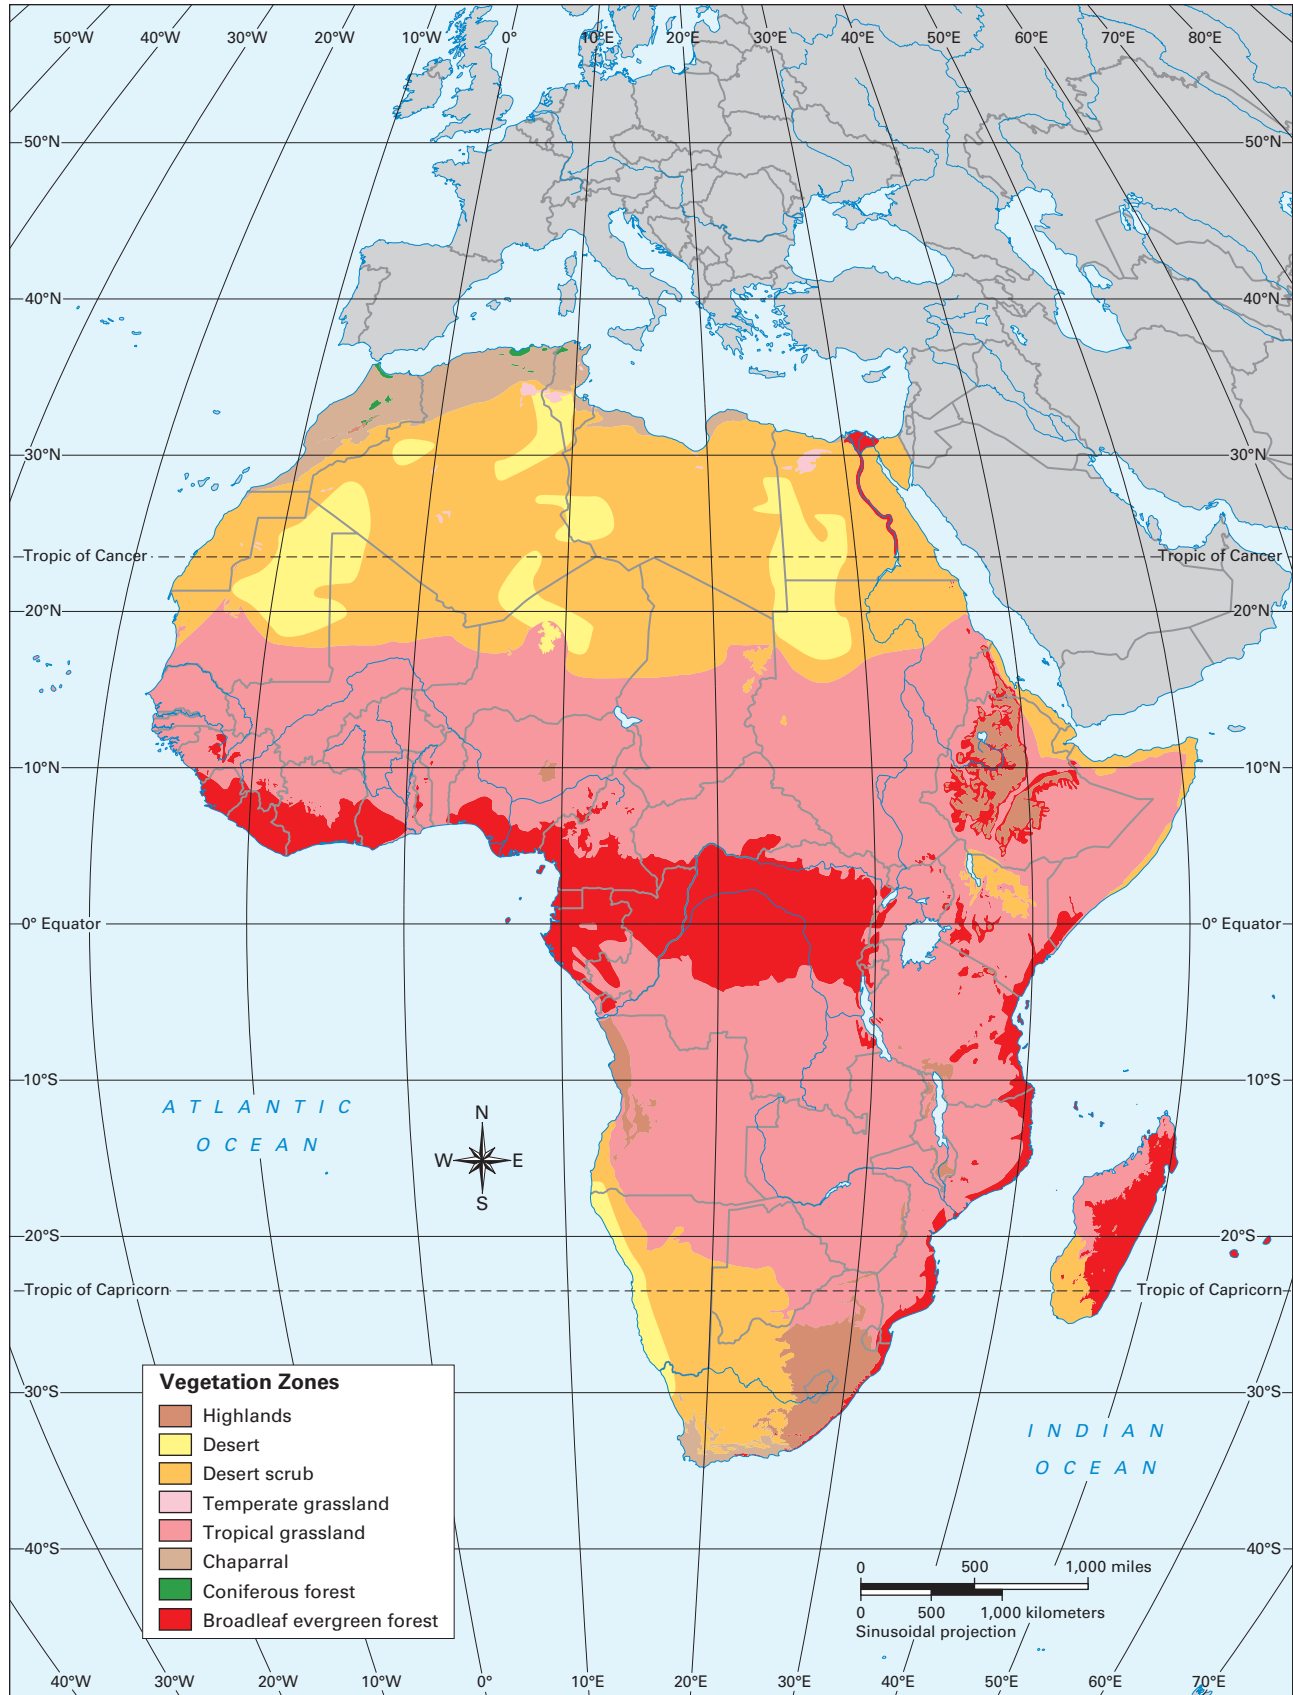 50°W 40°W 30°W 20°W 10°W 0° 10°E 20°E 30°E 40°E 50°E 60°E 70°E 80°E
50°N 50°N
40°N 40°N
30°N 30°N
Tropic of Cancer Tropic of Cancer
20°N 20°N
10°N 10°N
0° Equator 0° Equator
10°S 10°S
ATLANTIC
OCEAN
N
W E
S
20°S 20°S
Tropic of Capricorn Tropic of Capricorn
30°S 30°S
Vegetation Zones
Highlands
Desert
Desert scrub
Temperate grassland
Tropical grassland
Chaparral
Coniferous forest
Broadleaf evergreen forest
INDIAN
OCEAN
40°S 40°S
0 500 1,000 miles
0 500 1,000 kilometers
Sinusoidal projection
40°W 30°W 20°W 10°W 0° 10°E 20°E 30°E 40°E 50°E 60°E 70°E